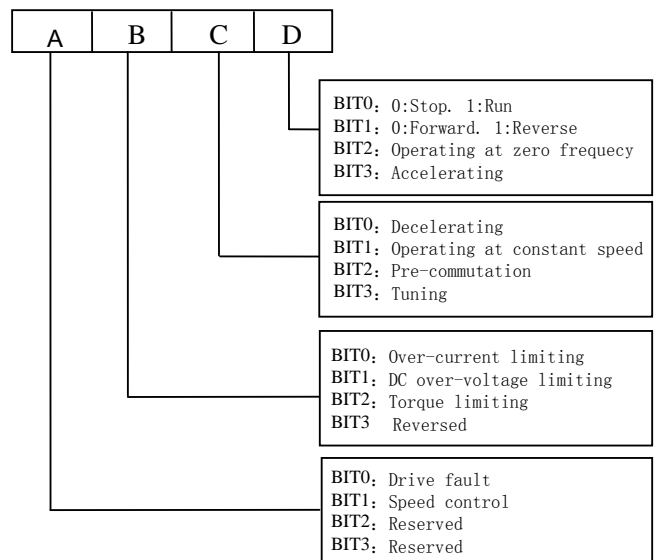 A B C D
BIT0：0:Stop. 1:Run
BIT1：0:Forward. 1:Reverse
BIT2：Operating at zero frequecy
BIT3：Accelerating
BIT0：Decelerating
BIT1：Operating at constant speed
BIT2：Pre-commutation
BIT3：Tuning
BIT0：Over-current limiting
BIT1：DC over-voltage limiting
BIT2：Torque limiting
BIT3 Reversed
BIT0：Drive fault
BIT1：Speed control
BIT2：Reserved
BIT3：Reserved